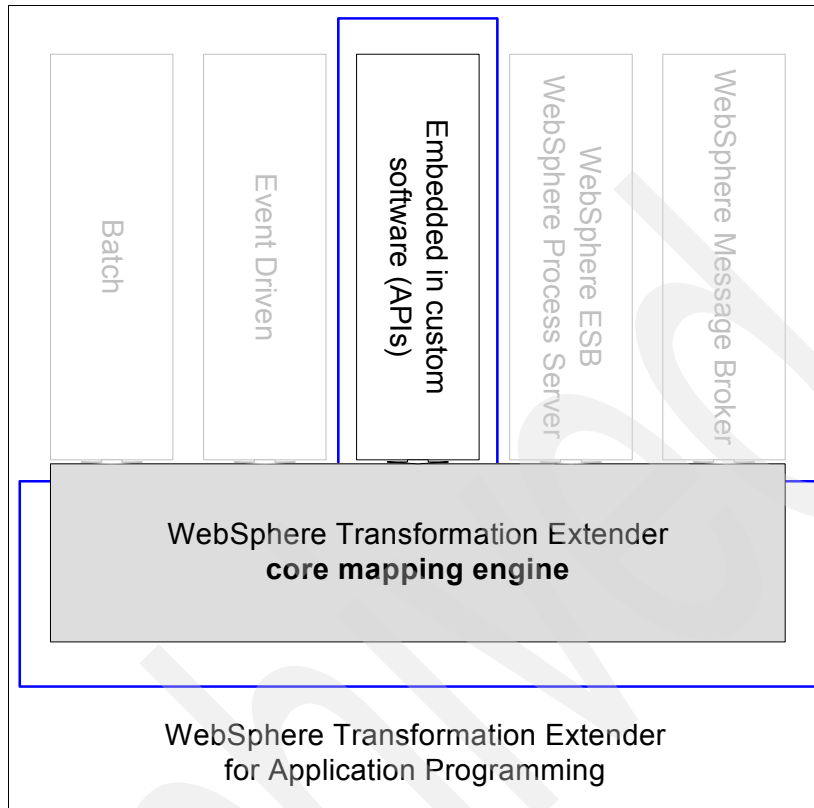 Batch
Event Driven
Embedded in custom
software (APIs)
WebSphere ESB
WebSphere Process Server
WebSphere Message Broker
WebSphere Transformation Extender
core mapping engine
WebSphere Transformation Extender
for Application Programming